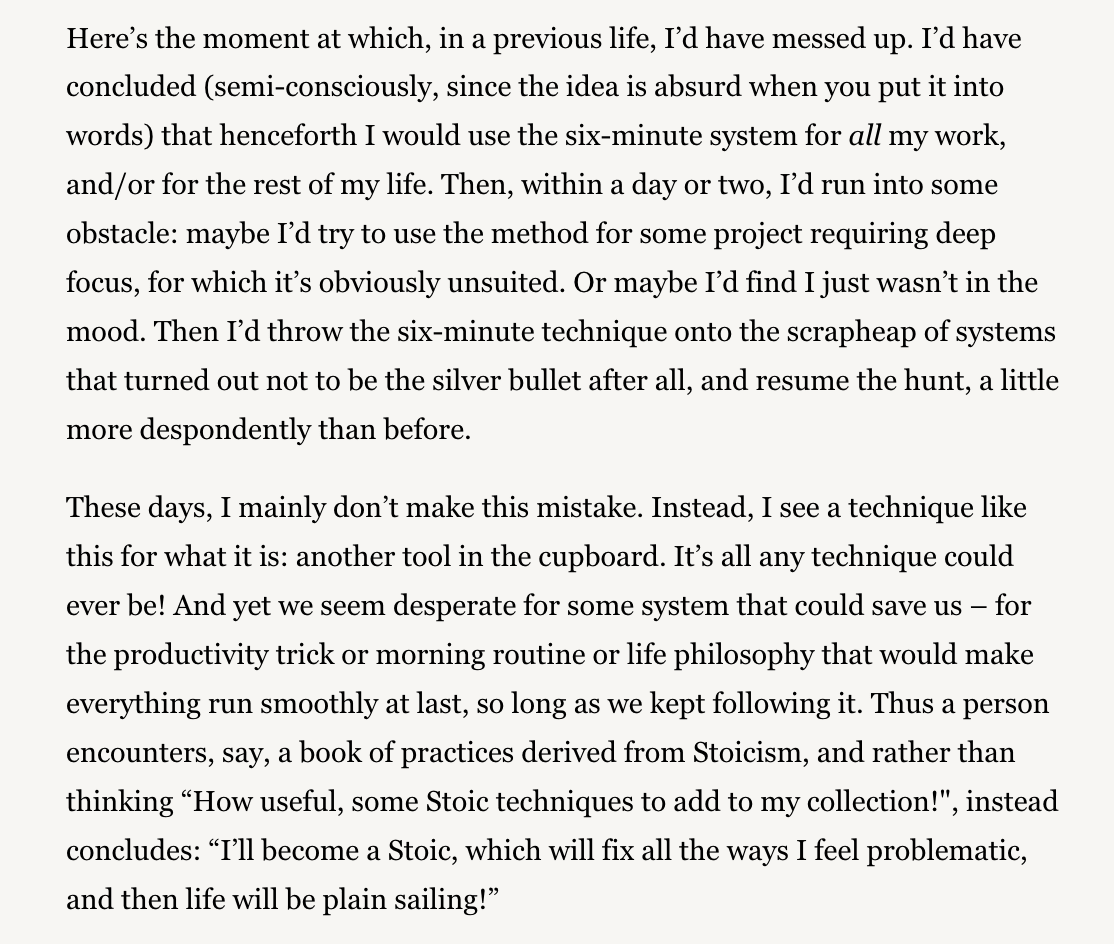 Here’s the moment at which, in a previous life, I’d have messed up. I’d have
concluded (semi-consciously, since the idea is absurd when you put it into
words) that henceforth I would use the six-minute system for all my work,
and/or for the rest of my life. Then, within a day or two, I’d run into some
obstacle: maybe I’d try to use the method for some project requiring deep
focus, for which it’s obviously unsuited. Or maybe I’d find I just wasn’t in the
mood. Then I’d throw the six-minute technique onto the scrapheap of systems
that turned out not to be the silver bullet after all, and resume the hunt, a little
more despondently than before.
These days, I mainly don’t make this mistake. Instead, I see a technique like
this for what it is: another tool in the cupboard. It’s all any technique could
ever be! And yet we seem desperate for some system that could save us – for
the productivity trick or morning routine or life philosophy that would make
everything run smoothly at last, so long as we kept following it. Thus a person
encounters, say, a book of practices derived from Stoicism, and rather than
thinking “How useful, some Stoic techniques to add to my collection!", instead
concludes: “I’ll become a Stoic, which will fix all the ways I feel problematic,
and then life will be plain sailing!”